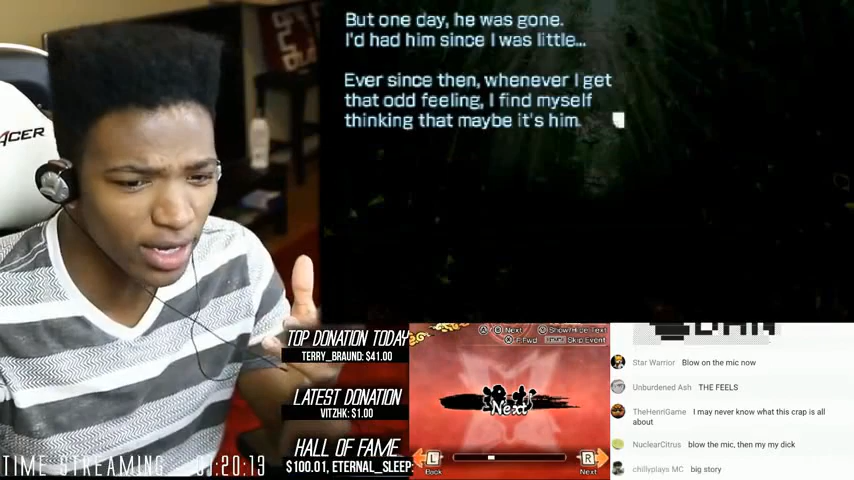 But one day, he was gone.
I'd had him since I was little...
Ever since then, whenever I get
that odd feeling, I find myself
thinking that maybe it's him.
ACER
TOP DONATION TODAY
TERRY_BRAUND: $41.00
LATEST DONATION
VITZHK: $1.00
HALL OF FAME
$100.01, ETERNAL_SLEEP:
TIME STREAMING 01:20:13
Next
Show/Hide Text
F.Fwd
Skip Event
Next
L
R
Back
Next
Star Warrior Blow on the mic now
Unburdened Ash THE FEELS
TheHenriGame I may never know what this crap is all
about
NuclearCitrus blow the mic, then my my dick
chillyplays MC big story